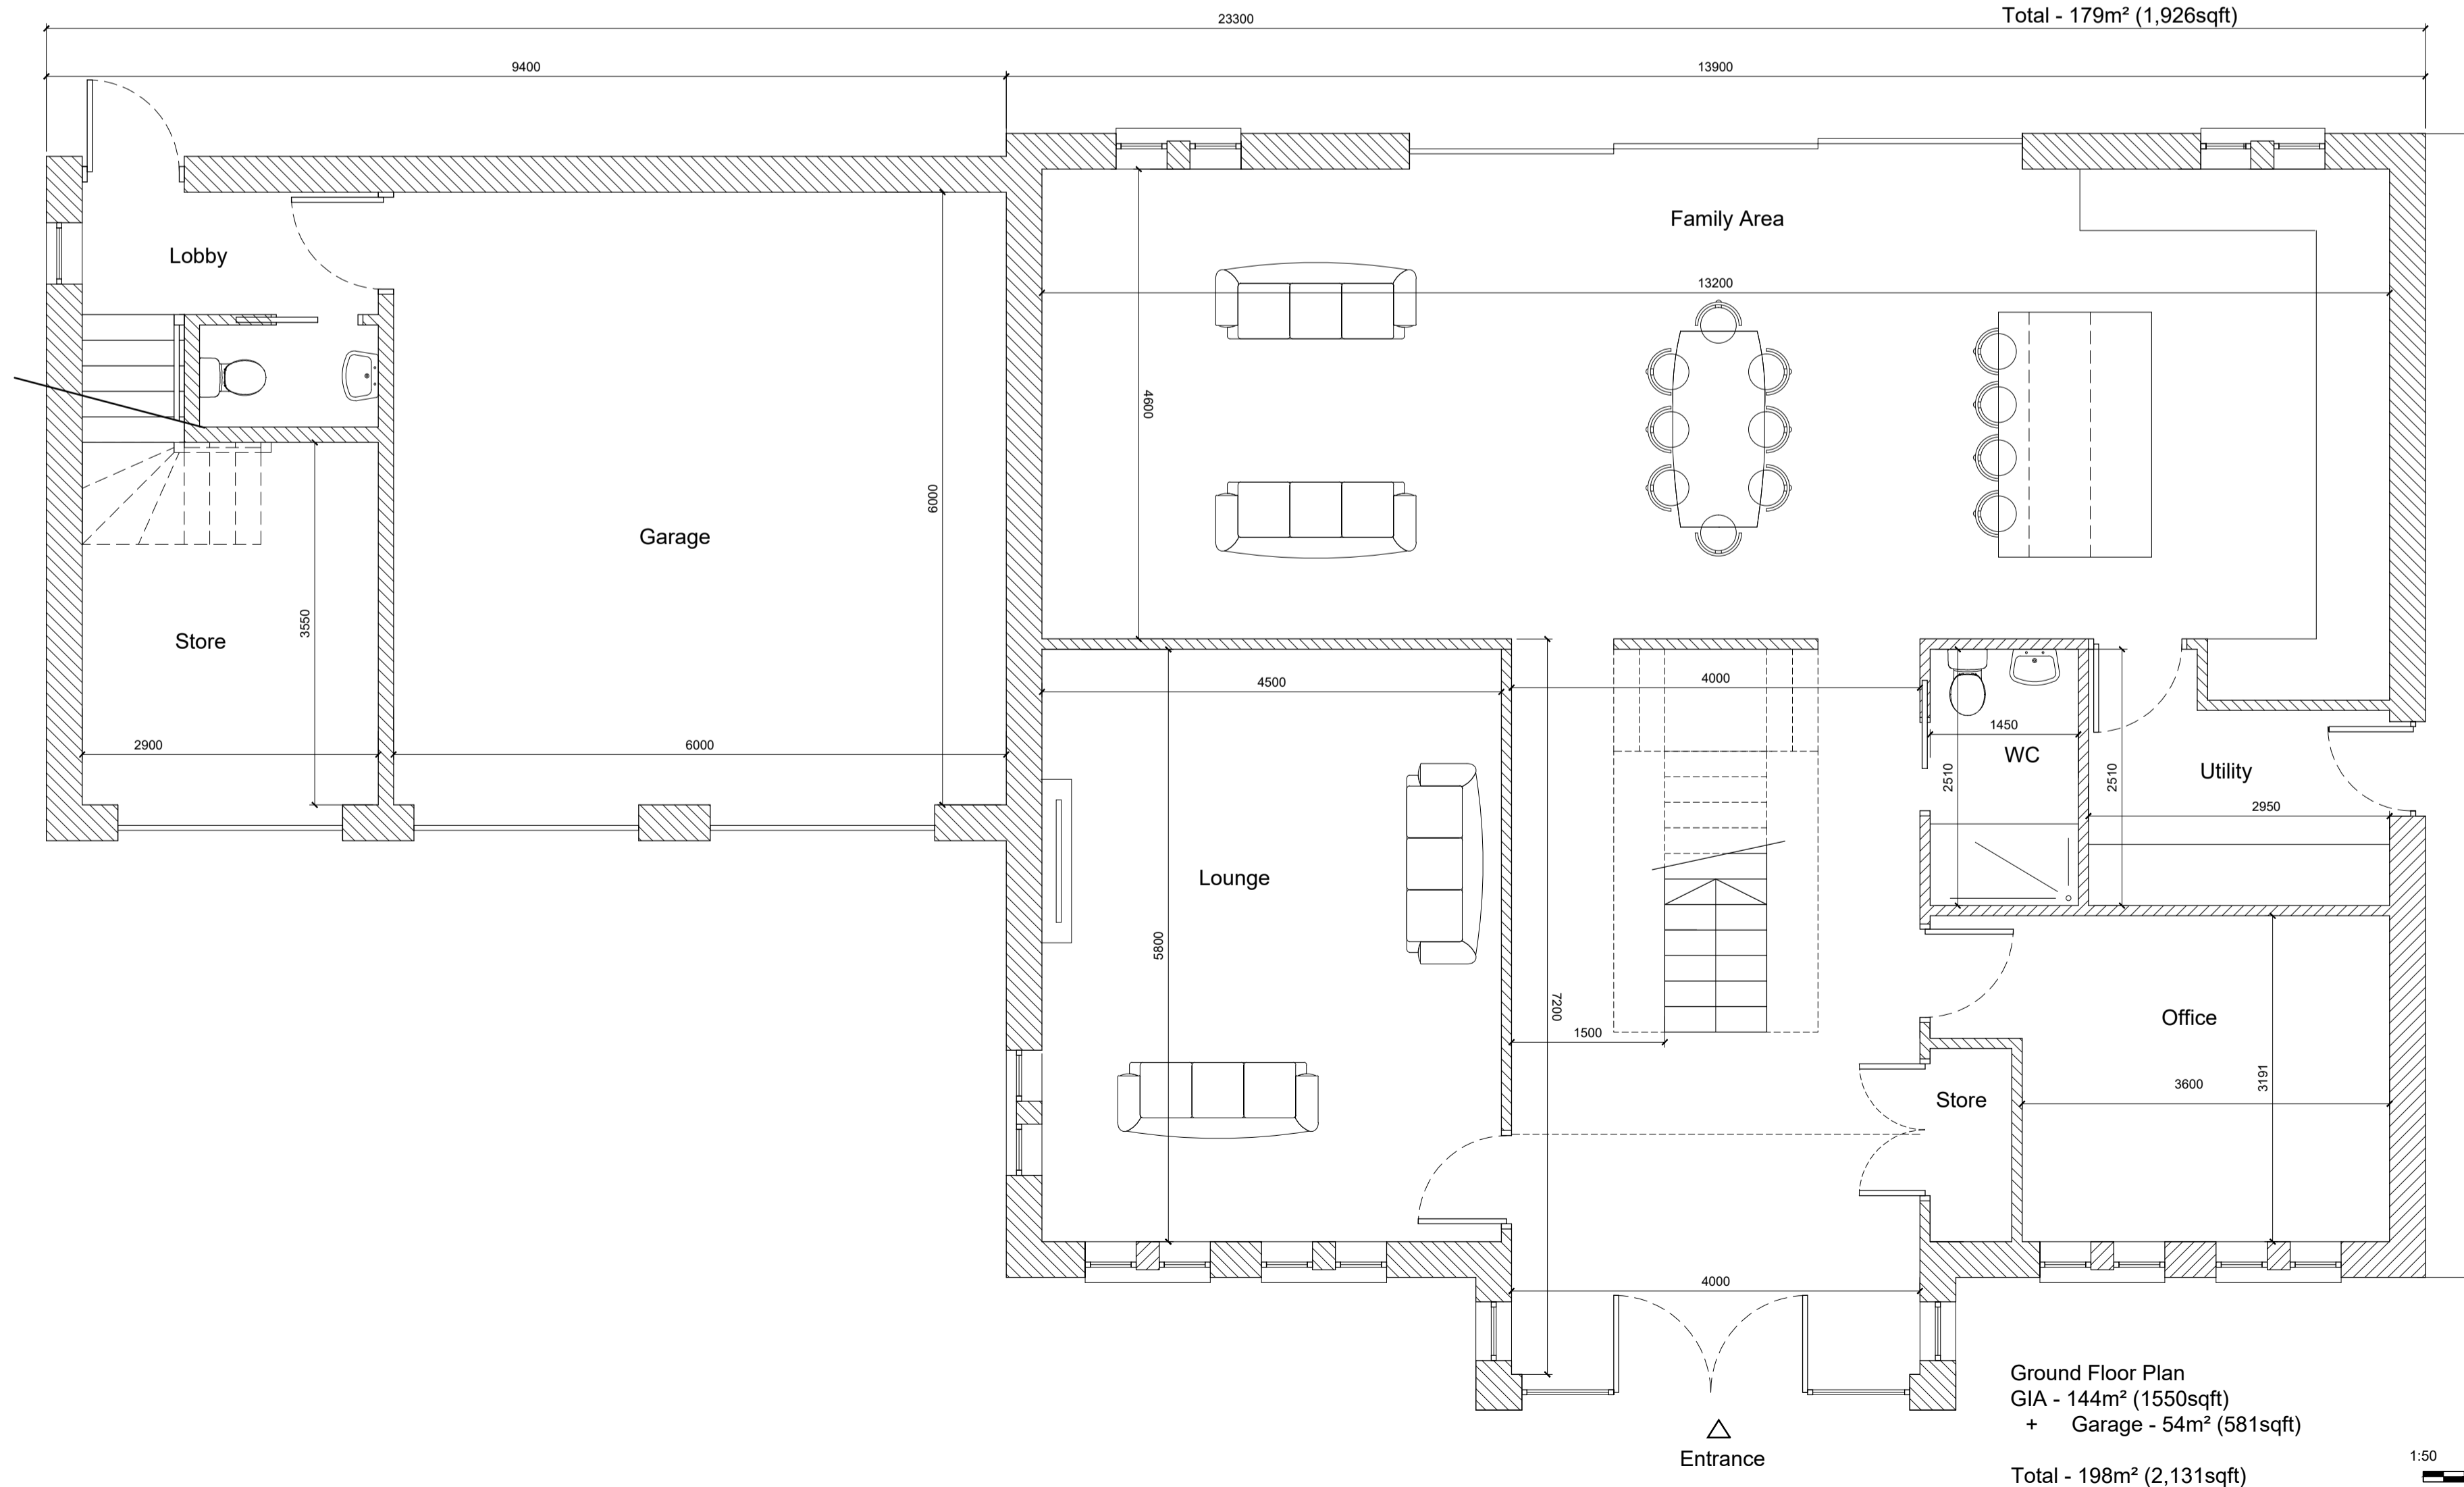 Total - 179m² (1,926sqft)
23300
9400
13900
Family Area
Lobby
13200
4600
6000
Garage
3550
Store
4500
4000
2900
6000
1450
WC
2510
2510
Utility
2950
Lounge
5800
7200
1500
Office
3600
3191
Store
4000
Ground Floor Plan
GIA - 144m² (1550sqft)
+ Garage - 54m² (581sqft)
Entrance
1:50
Total - 198m² (2,131sqft)